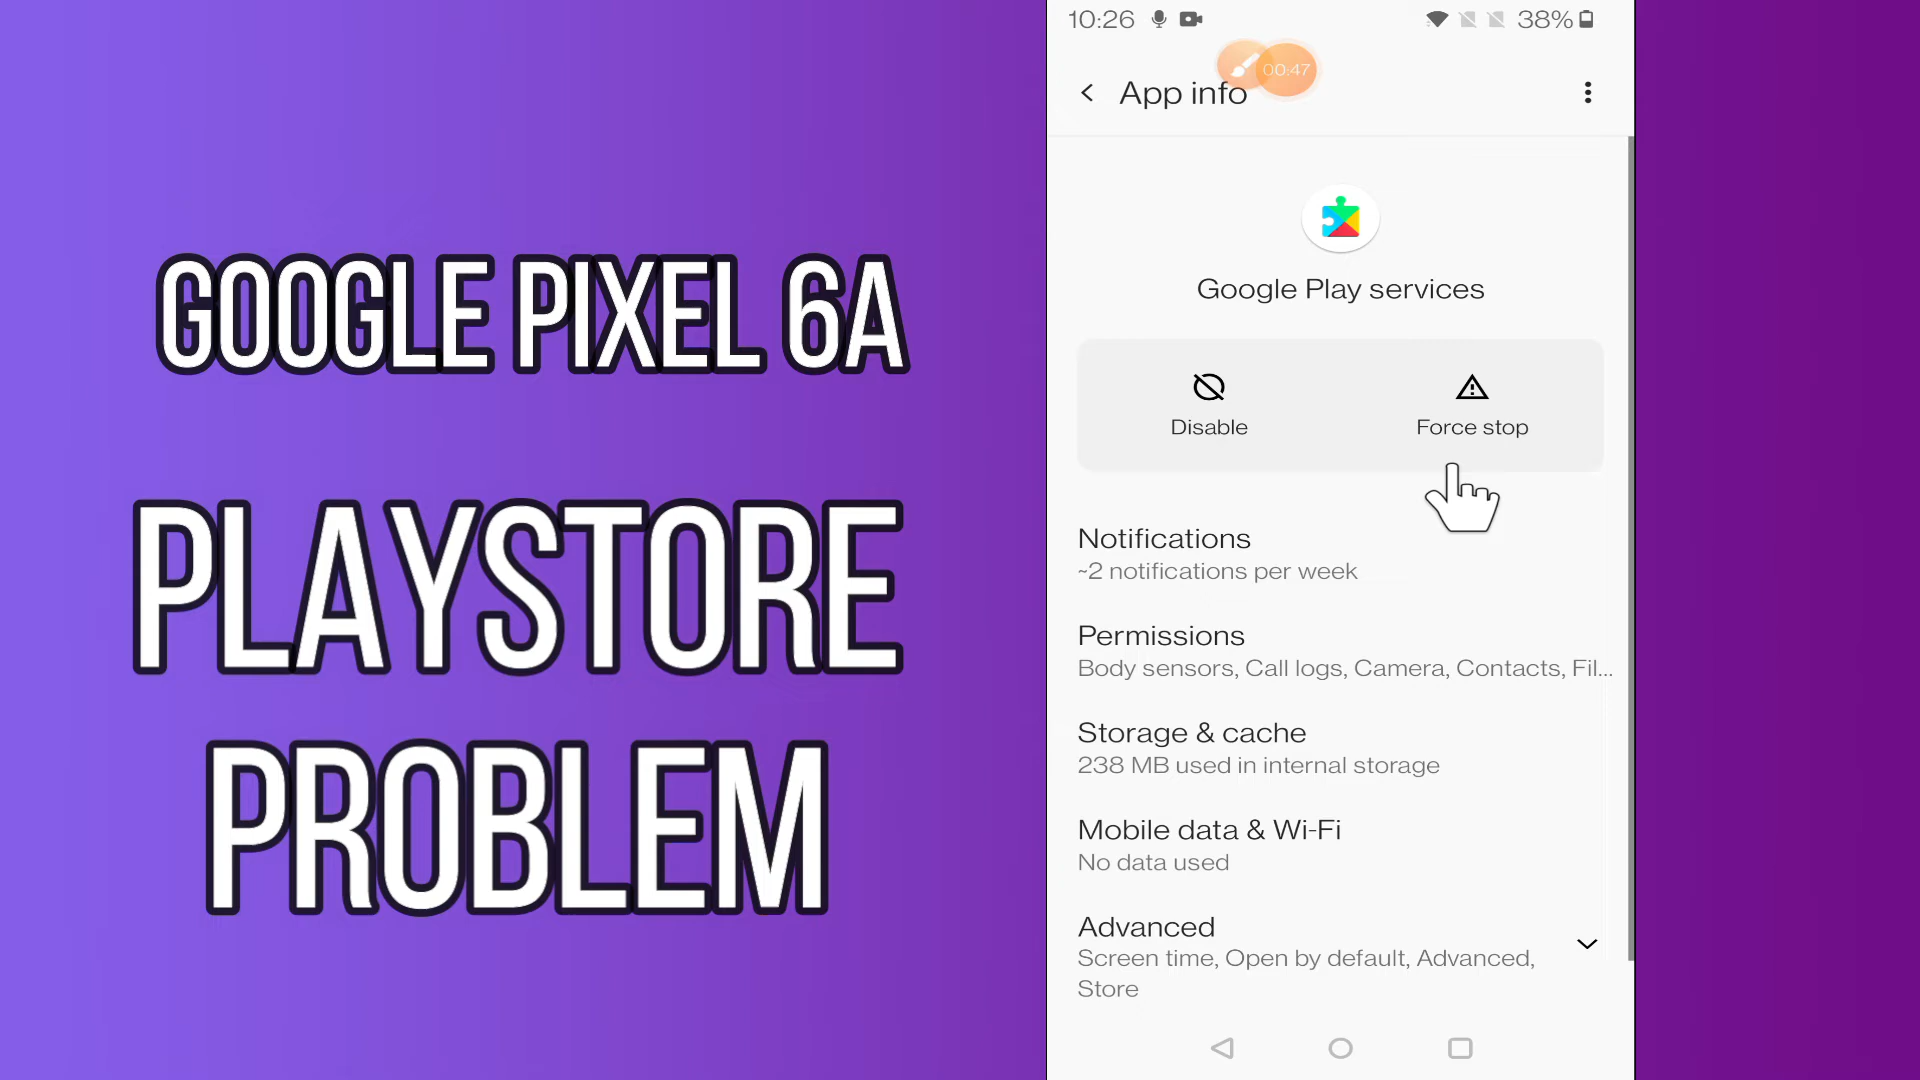 GOOGLE PIXEL 6A
PLAYSTORE
PROBLEM
10:26
38%
00:47
App info
Google Play services
Disable
Force stop
Notifications
~2 notifications per week
Permissions
Body sensors, Call logs, Camera, Contacts, Fil...
Storage & cache
238 MB used in internal storage
Mobile data & Wi-Fi
No data used
Advanced
Screen time, Open by default, Advanced,
Store